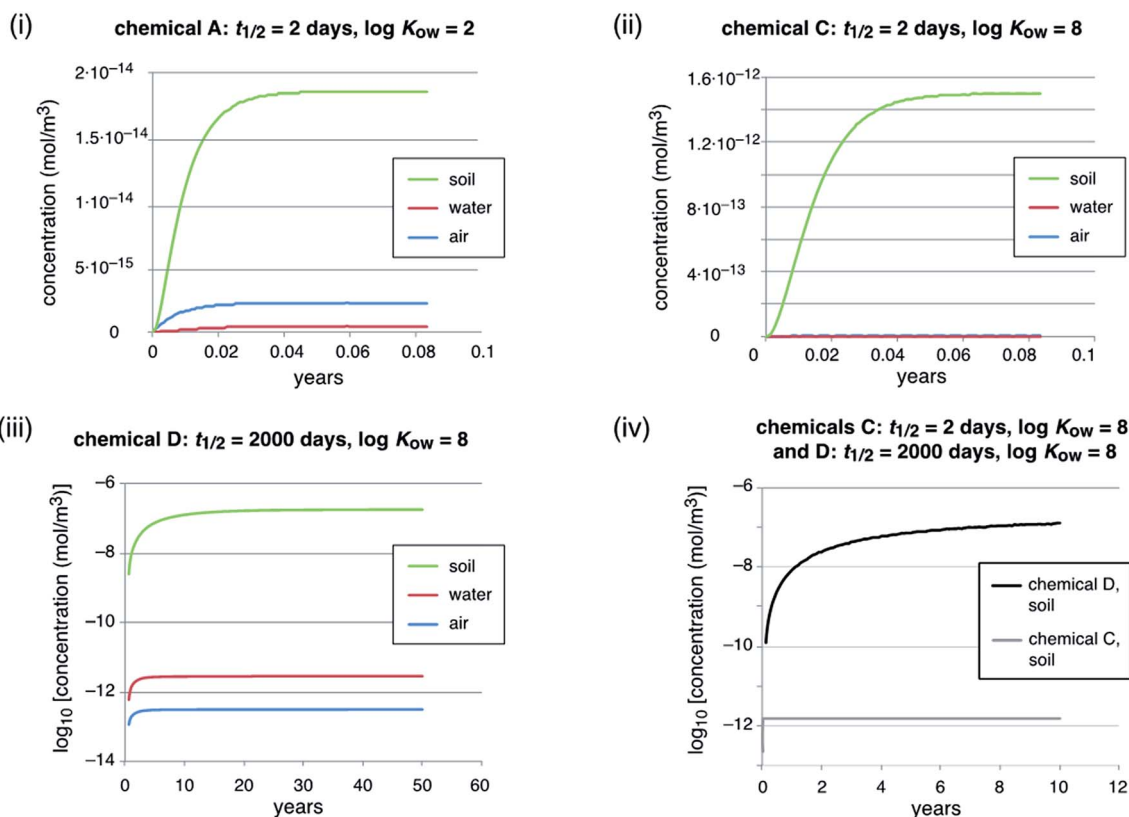 (i)
chemical A: t1/2 = 2 days, log Kow = 2
concentration (mol/m3)
2·10–14
1.5·10–14
1·10–14
5·10–15
0
0
0.02
0.04
0.06
0.08
0.1
years
soil
water
air
(ii)
chemical C: t1/2 = 2 days, log Kow = 8
concentration (mol/m3)
1.6·10–12
1.2·10–12
8·10–13
4·10–13
0
0
0.02
0.04
0.06
0.08
0.1
years
soil
water
air
(iii)
chemical D: t1/2 = 2000 days, log Kow = 8
log10 [concentration (mol/m3)]
–6
–8
–10
–12
–14
0
10
20
30
40
50
60
years
soil
water
air
(iv)
chemicals C: t1/2 = 2 days, log Kow = 8
and D: t1/2 = 2000 days, log Kow = 8
log10 [concentration (mol/m3)]
–6
–8
–10
–12
0
2
4
6
8
10
12
years
chemical D,
soil
chemical C,
soil